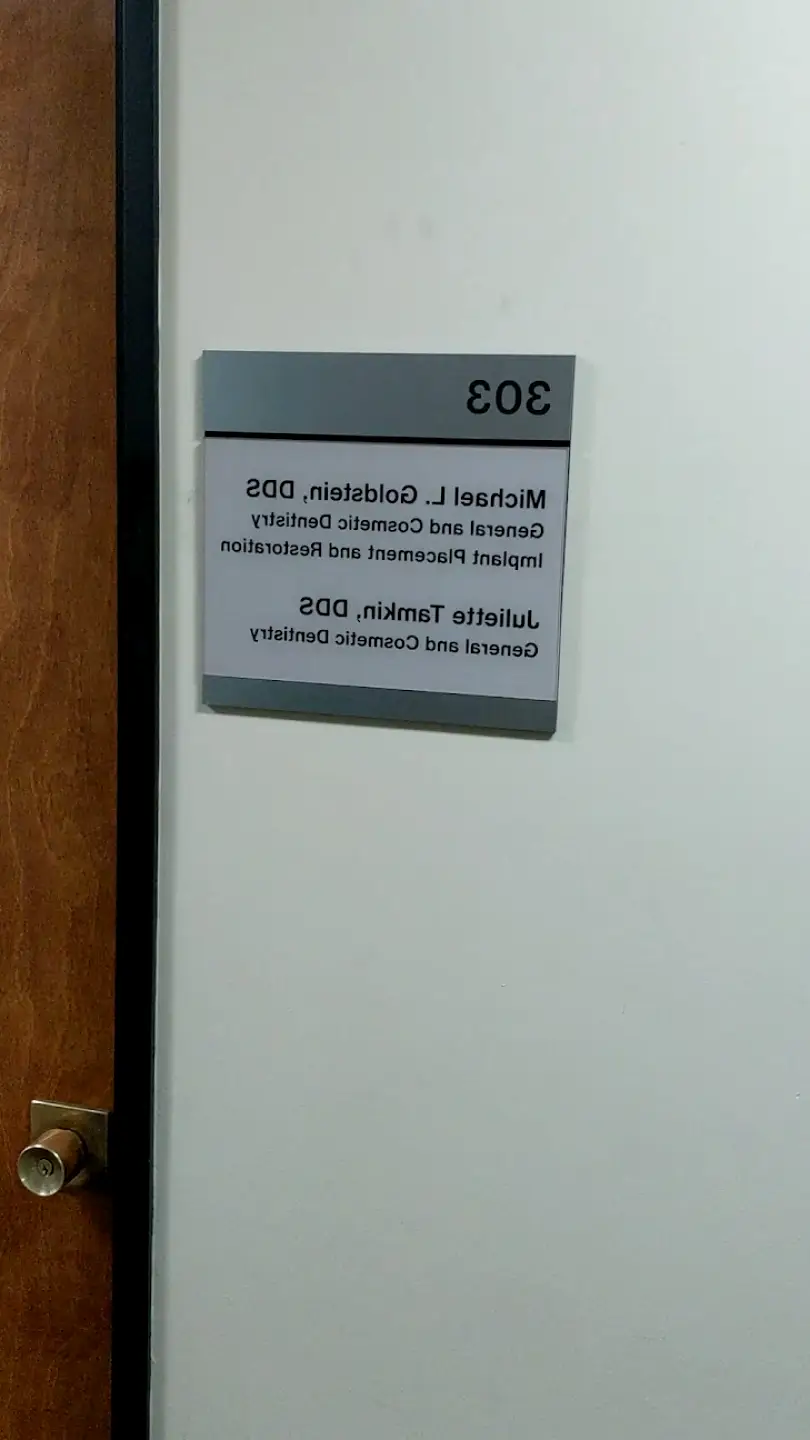 303
Michael L. Goldstein, DDS
General and Cosmetic Dentistry
Implant Placement and Restoration
Juliette Tamkin, DDS
General and Cosmetic Dentistry